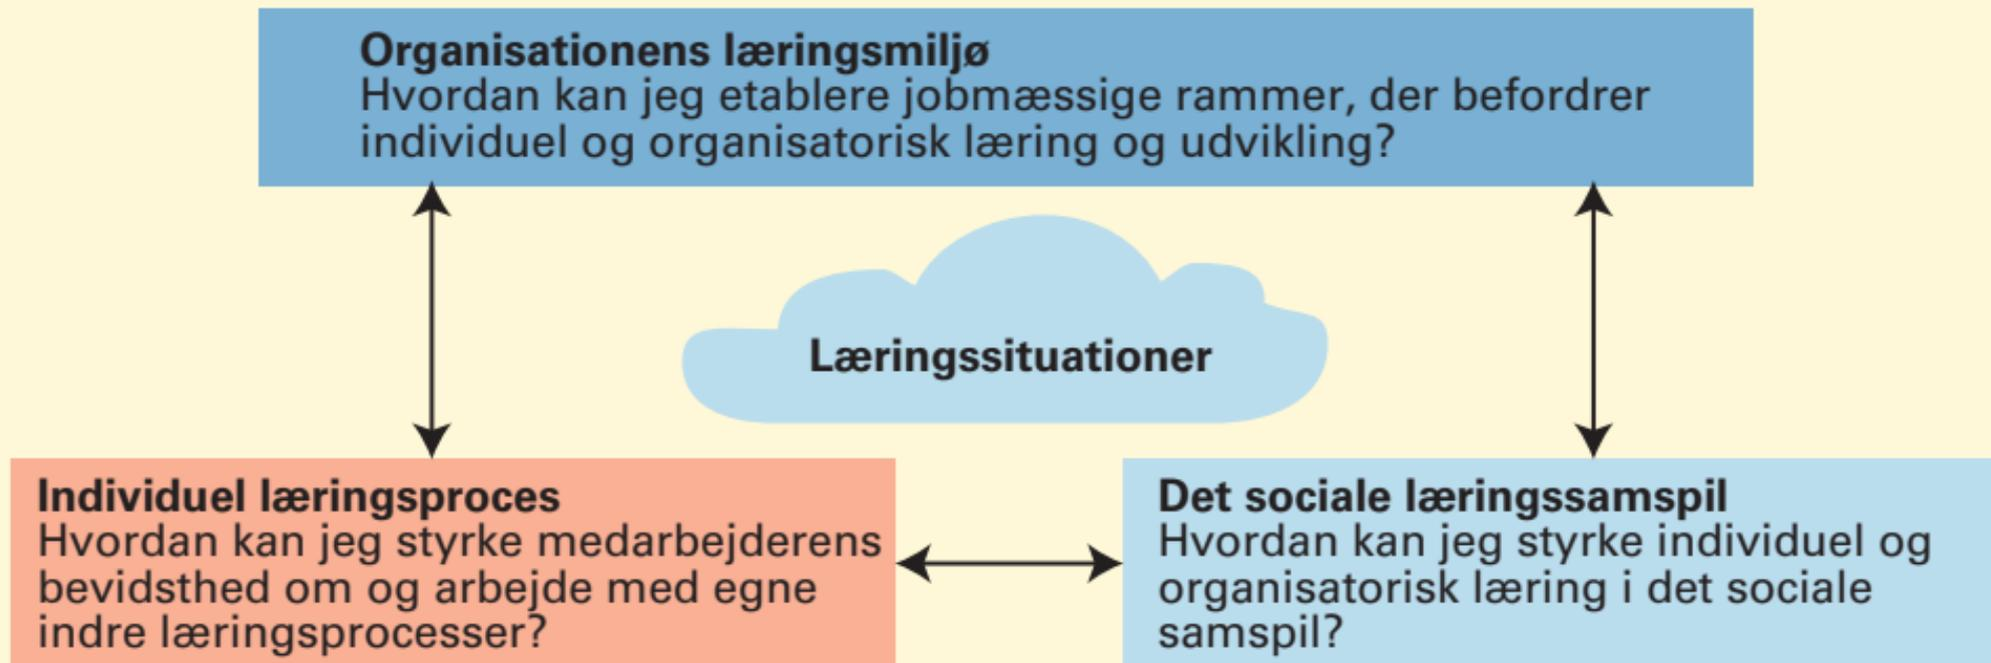 Organisationens læringsmiljø
Hvordan kan jeg etablere jobmæssige rammer, der befordrer
individuel og organisatorisk læring og udvikling?
Læringssituationer
Individuel læringsproces
Hvordan kan jeg styrke medarbejderens
bevidsthed om og arbejde med egne
indre læringsprocesser?
Det sociale læringssamspil
Hvordan kan jeg styrke individuel og
organisatorisk læring i det sociale
samspil?